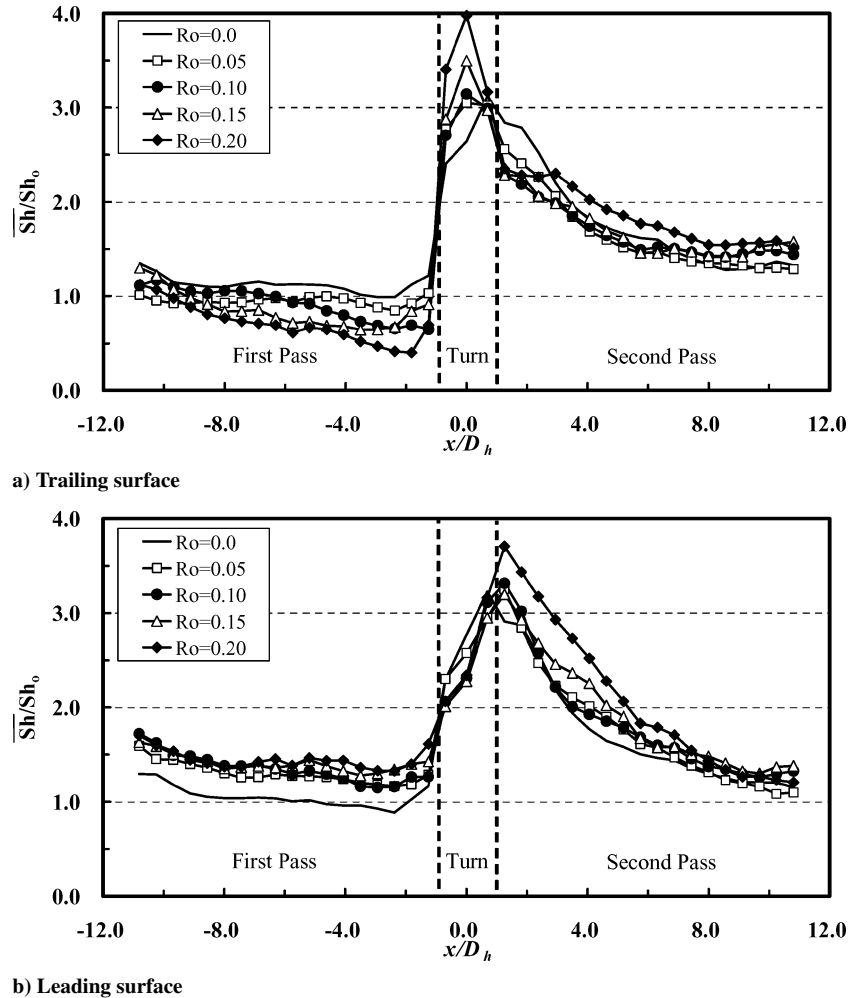 4.0
3.0
2.0
1.0
0.0
S̅h̅/Sh₀
Ro=0.0
Ro=0.05
Ro=0.10
Ro=0.15
Ro=0.20
First Pass
Turn
Second Pass
-12.0 -8.0 -4.0 0.0 4.0 8.0 12.0
x/D h
a) Trailing surface
4.0
3.0
2.0
1.0
0.0
S̅h̅/Sh₀
Ro=0.0
Ro=0.05
Ro=0.10
Ro=0.15
Ro=0.20
First Pass
Turn
Second Pass
-12.0 -8.0 -4.0 0.0 4.0 8.0 12.0
x/D h
b) Leading surface